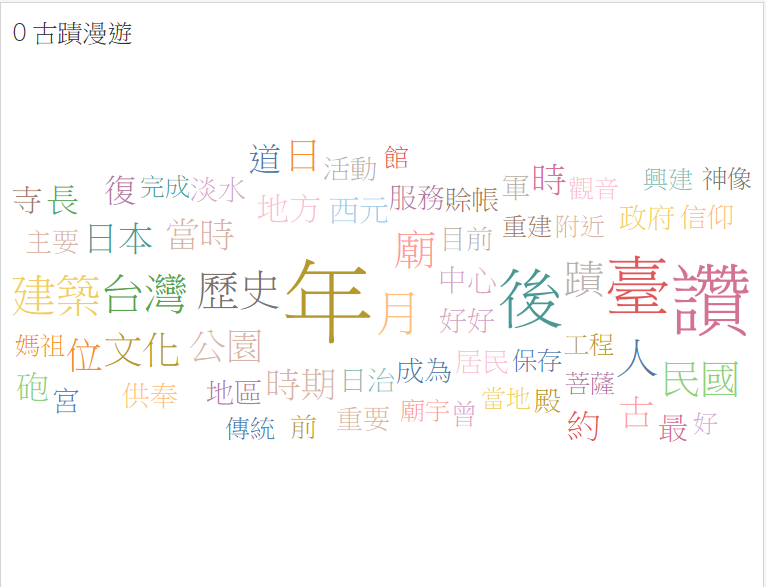 0 古蹟漫遊
道 日 活動 館
寺 長 復 完成 淡水 服務 賒帳 軍 時 觀音 興建 神像
地方 西元 重建 附近 政府 信仰
主要 日本 當時 廟 目前
建築 台灣 歷史 年 月 中心 後 蹟 臺 讚
好好
媽祖 位 文化 公園 成為 居民 保存 工程 人 民國
砲 宮 供奉 地區 時期 日治 菩薩
傳統 前 重要 廟宇 曾 當地 殿 約 古 最 好